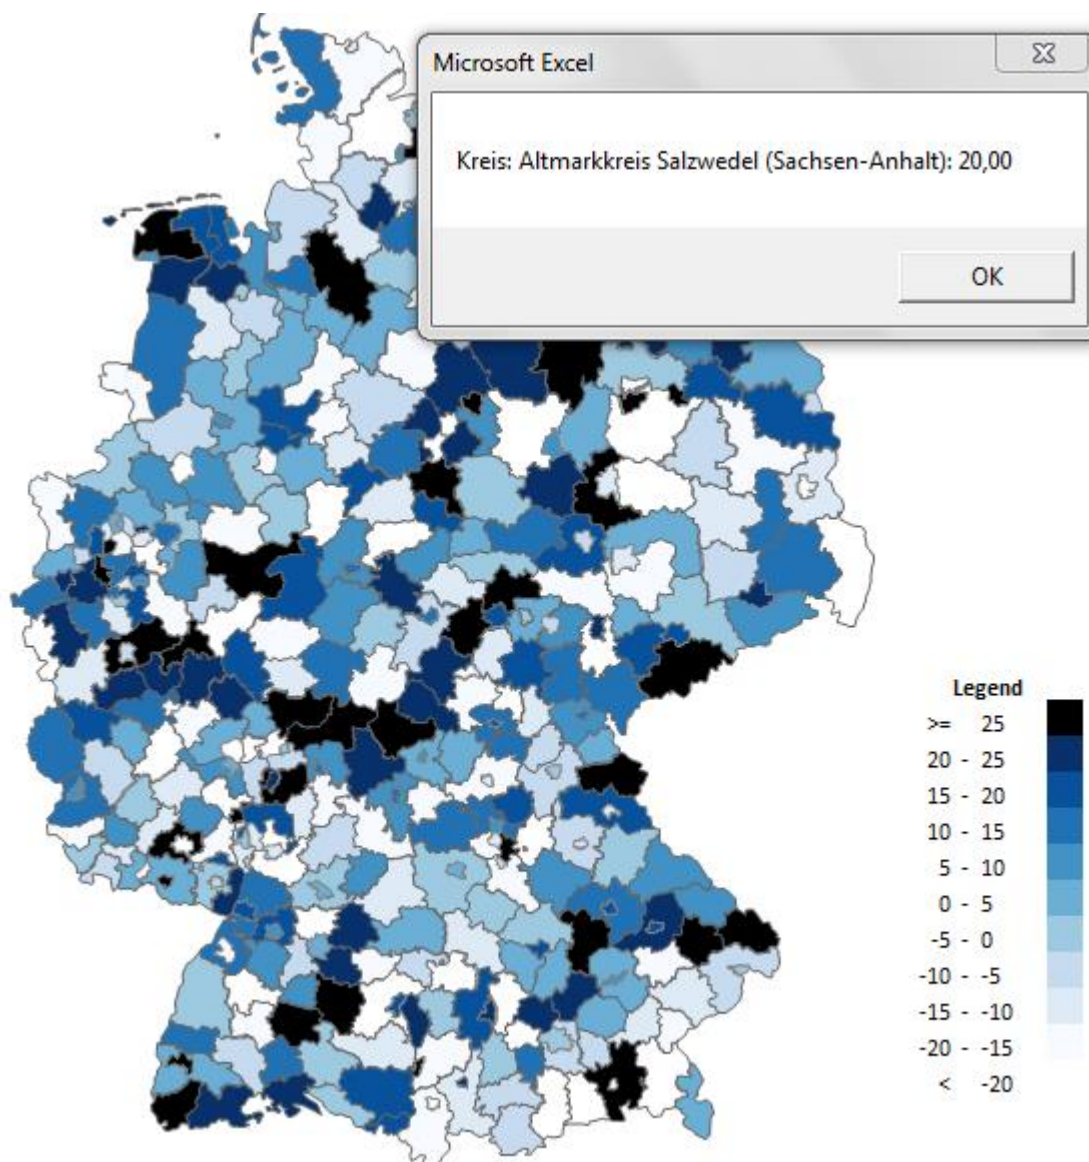 Microsoft Excel
Kreis: Altmarkkreis Salzwedel (Sachsen-Anhalt): 20,00
OK
Legend
>= 25
20 - 25
15 - 20
10 - 15
5 - 10
0 - 5
-5 - 0
-10 - -5
-15 - -10
-20 - -15
< -20